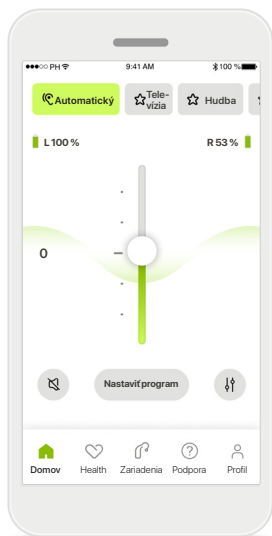 PH 9:41 AM 100 %
Automatický Tele-
vízia Hudba
L 100 % R 53 %
0
Nastaviť program
Domov Health Zariadenia Podpora Profil